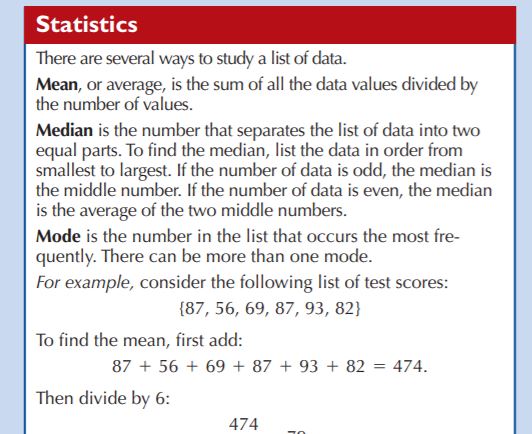 Statistics
There are several ways to study a list of data.
Mean, or average, is the sum of all the data values divided by
the number of values.
Median is the number that separates the list of data into two
equal parts. To find the median, list the data in order from
smallest to largest. If the number of data is odd, the median is
the middle number. If the number of data is even, the median
is the average of the two middle numbers.
Mode is the number in the list that occurs the most fre-
quently. There can be more than one mode.
For example, consider the following list of test scores:
{87, 56, 69, 87, 93, 82}
To find the mean, first add:
87 + 56 + 69 + 87 + 93 + 82 = 474.
Then divide by 6:
474